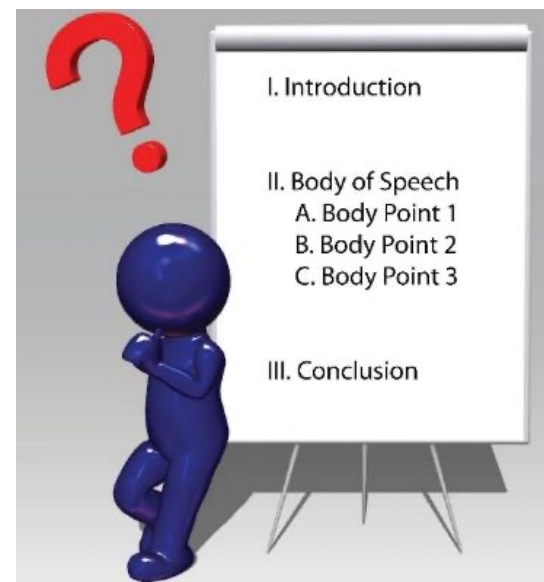 ?
I. Introduction
II. Body of Speech
A. Body Point 1
B. Body Point 2
C. Body Point 3
III. Conclusion